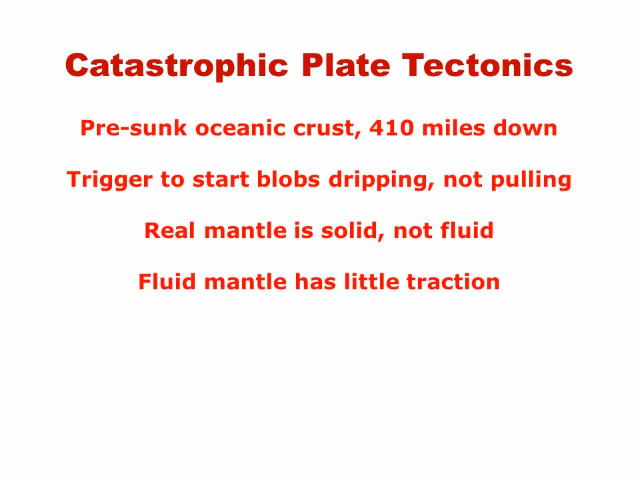 Catastrophic Plate Tectonics
Pre-sunk oceanic crust, 410 miles down
Trigger to start blobs dripping, not pulling
Real mantle is solid, not fluid
Fluid mantle has little traction